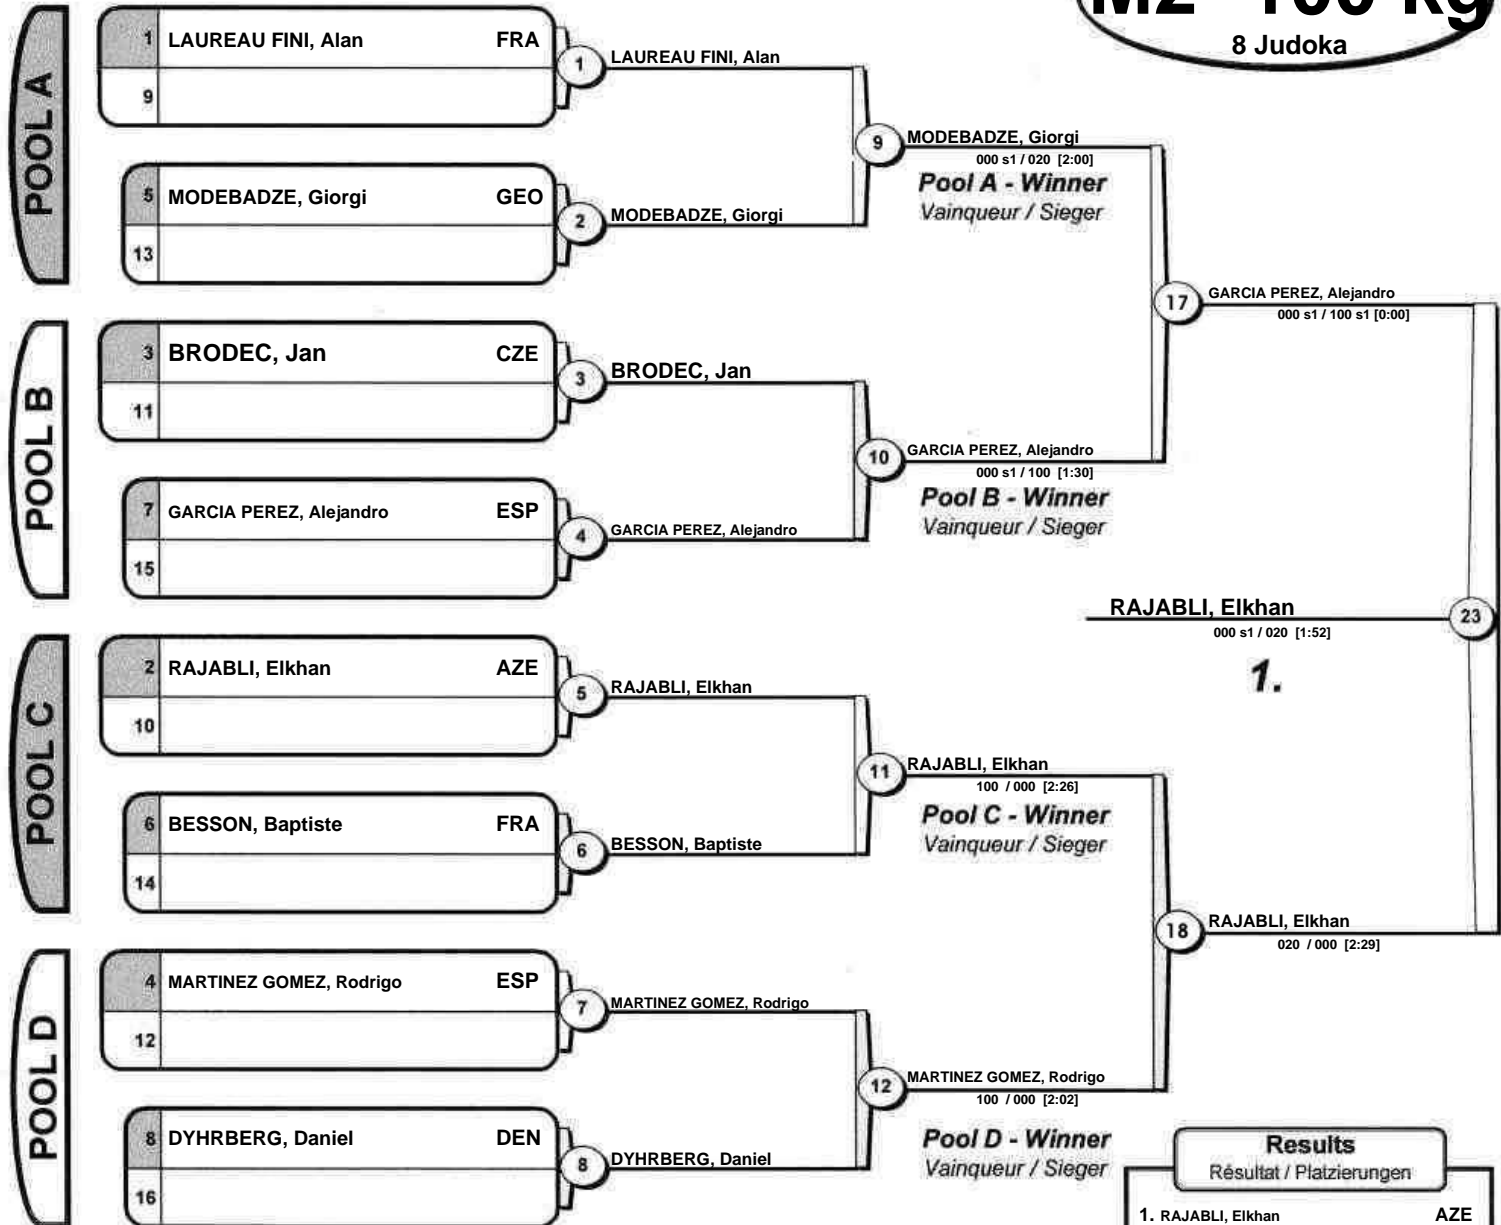 M2 -100 kg
8 Judoka
POOL A
1 LAUREAU FINI, Alan FRA
9
5 MODEBADZE, Giorgi GEO
13
1 LAUREAU FINI, Alan
2 MODEBADZE, Giorgi
9 MODEBADZE, Giorgi
000 s1 / 020 [2:00]
Pool A - Winner
Vainqueur / Sieger
POOL B
3 BRODEC, Jan CZE
11
7 GARCIA PEREZ, Alejandro ESP
15
3 BRODEC, Jan
4 GARCIA PEREZ, Alejandro
10 GARCIA PEREZ, Alejandro
000 s1 / 100 [1:30]
Pool B - Winner
Vainqueur / Sieger
17 GARCIA PEREZ, Alejandro
000 s1 / 100 s1 [0:00]
POOL C
2 RAJABLI, Elkhan AZE
10
6 BESSON, Baptiste FRA
14
5 RAJABLI, Elkhan
6 BESSON, Baptiste
11 RAJABLI, Elkhan
100 / 000 [2:26]
Pool C - Winner
Vainqueur / Sieger
POOL D
4 MARTINEZ GOMEZ, Rodrigo ESP
12
8 DYHRBERG, Daniel DEN
16
7 MARTINEZ GOMEZ, Rodrigo
8 DYHRBERG, Daniel
12 MARTINEZ GOMEZ, Rodrigo
100 / 000 [2:02]
Pool D - Winner
Vainqueur / Sieger
18 RAJABLI, Elkhan
020 / 000 [2:29]
RAJABLI, Elkhan 23
000 s1 / 020 [1:52]
1.
Results
Résultat / Platzierungen
1. RAJABLI, Elkhan AZE